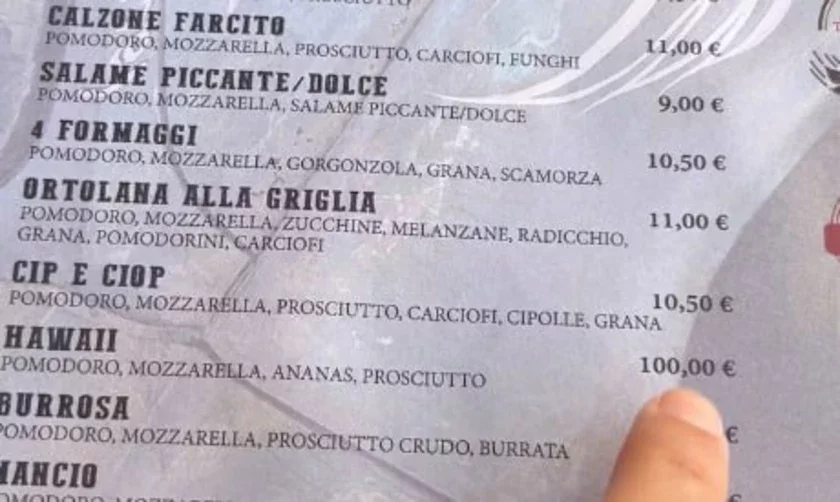 CALZONE FARCITO
POMODORO, MOZZARELLA, PROSCIUTTO, CARCIOFI, FUNGHI 11,00 €
SALAME PICCANTE/DOLCE
POMODORO, MOZZARELLA, SALAME PICCANTE/DOLCE 9,00 €
4 FORMAGGI
POMODORO, MOZZARELLA, GORGONZOLA, GRANA, SCAMORZA 10,50 €
ORTOLANA ALLA GRIGLIA
POMODORO, MOZZARELLA, ZUCCHINE, MELANZANE, RADICCHIO, 11,00 €
GRANA, POMODORINI, CARCIOFI
CIP E CIOP
POMODORO, MOZZARELLA, PROSCIUTTO, CARCIOFI, CIPOLLE, GRANA 10,50 €
HAWAII
POMODORO, MOZZARELLA, ANANAS, PROSCIUTTO 100,00 €
BURROSA
POMODORO, MOZZARELLA, PROSCIUTTO CRUDO, BURRATA €
MANCIO